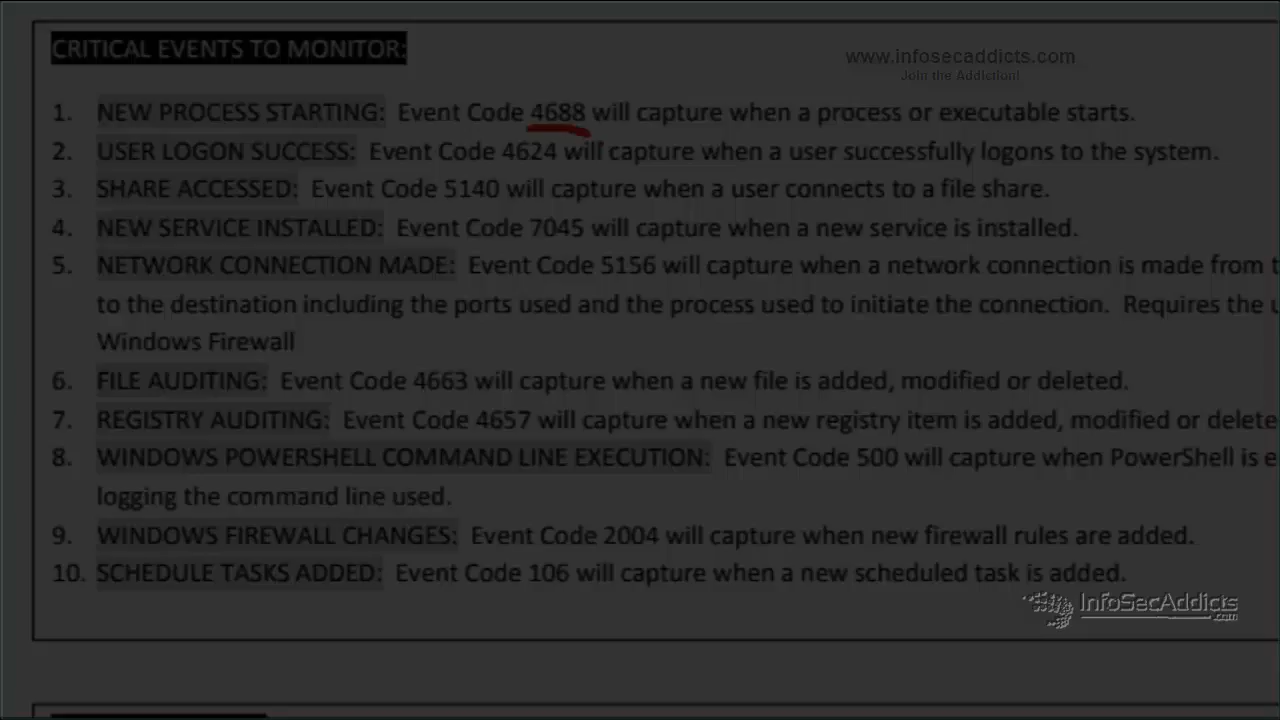 CRITICAL EVENTS TO MONITOR:
www.infosecaddicts.com
Join the Addiction!
1. NEW PROCESS STARTING: Event Code 4688 will capture when a process or executable starts.
2. USER LOGON SUCCESS: Event Code 4624 will capture when a user successfully logons to the system.
3. SHARE ACCESSED: Event Code 5140 will capture when a user connects to a file share.
4. NEW SERVICE INSTALLED: Event Code 7045 will capture when a new service is installed.
5. NETWORK CONNECTION MADE: Event Code 5156 will capture when a network connection is made from
to the destination including the ports used and the process used to initiate the connection. Requires the
Windows Firewall
6. FILE AUDITING: Event Code 4663 will capture when a new file is added, modified or deleted.
7. REGISTRY AUDITING: Event Code 4657 will capture when a new registry item is added, modified or
8. WINDOWS POWERSHELL COMMAND LINE EXECUTION: Event Code 500 will capture when PowerShell is
logging the command line used.
9. WINDOWS FIREWALL CHANGES: Event Code 2004 will capture when new firewall rules are added.
10. SCHEDULE TASKS ADDED: Event Code 106 will capture when a new scheduled task is added.
InfoSecAddicts
.com